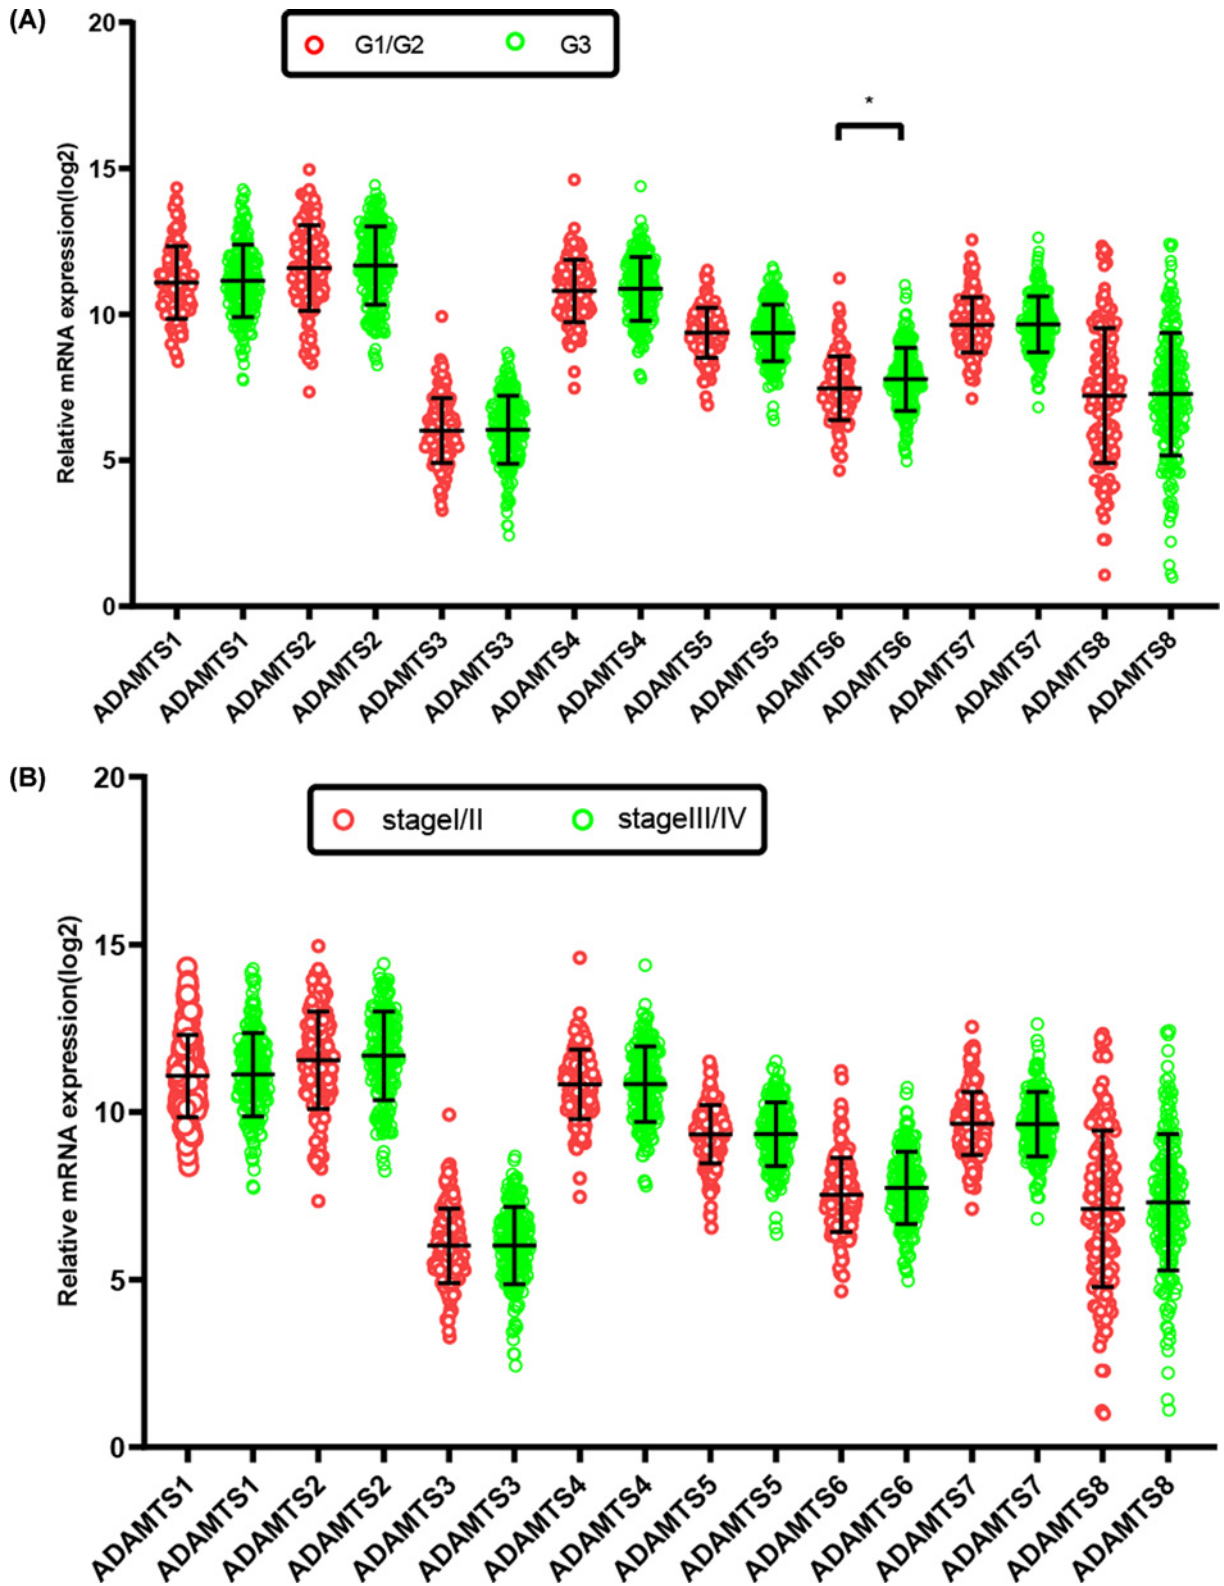 (A)
20
15
10
5
0
Relative mRNA expression(log2)
G1/G2 G3
*
ADAMTS1 ADAMTS1 ADAMTS2 ADAMTS2 ADAMTS3 ADAMTS3 ADAMTS4 ADAMTS4 ADAMTS5 ADAMTS5 ADAMTS6 ADAMTS6 ADAMTS7 ADAMTS7 ADAMTS8 ADAMTS8
(B)
20
15
10
5
0
Relative mRNA expression(log2)
stageI/II stageIII/IV
ADAMTS1 ADAMTS1 ADAMTS2 ADAMTS2 ADAMTS3 ADAMTS3 ADAMTS4 ADAMTS4 ADAMTS5 ADAMTS5 ADAMTS6 ADAMTS6 ADAMTS7 ADAMTS7 ADAMTS8 ADAMTS8